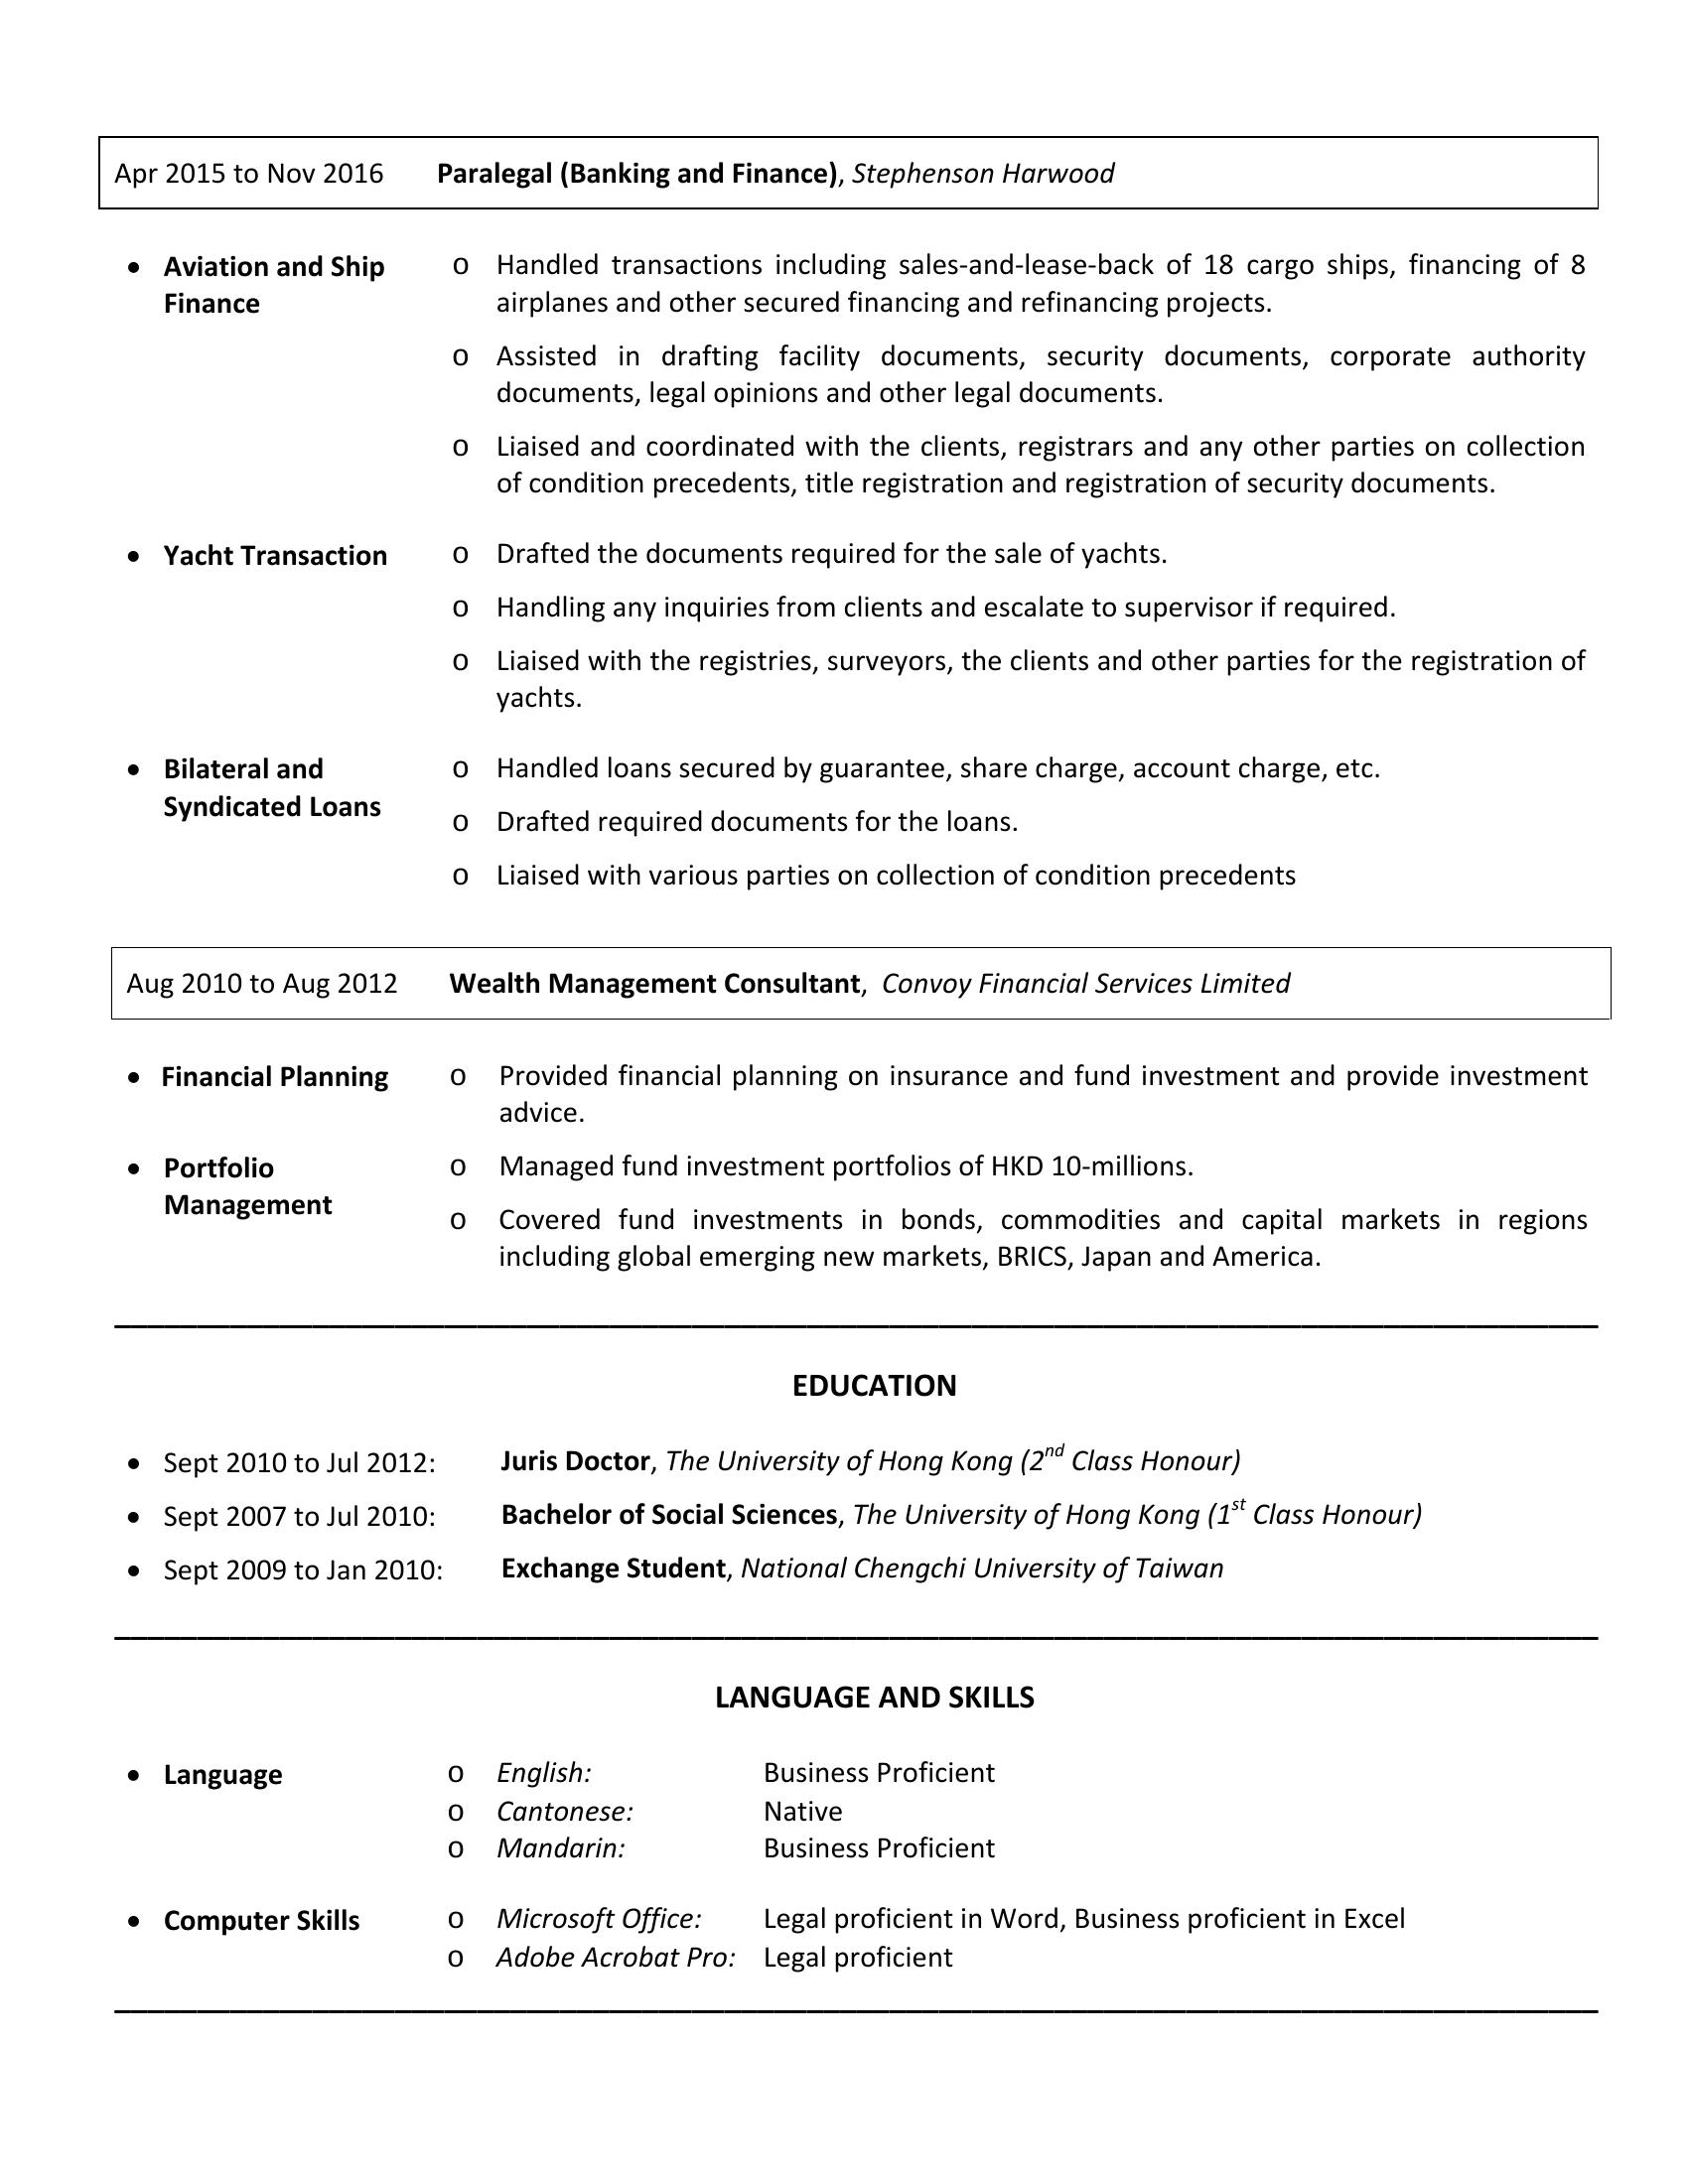 Apr 2015 to Nov 2016 Paralegal (Banking and Finance), Stephenson Harwood
• Aviation and Ship Finance
o Handled transactions including sales-and-lease-back of 18 cargo ships, financing of 8
airplanes and other secured financing and refinancing projects.
o Assisted in drafting facility documents, security documents, corporate authority
documents, legal opinions and other legal documents.
o Liaised and coordinated with the clients, registrars and any other parties on collection
of condition precedents, title registration and registration of security documents.
• Yacht Transaction
o Drafted the documents required for the sale of yachts.
o Handling any inquiries from clients and escalate to supervisor if required.
o Liaised with the registries, surveyors, the clients and other parties for the registration of
yachts.
• Bilateral and
Syndicated Loans
o Handled loans secured by guarantee, share charge, account charge, etc.
o Drafted required documents for the loans.
o Liaised with various parties on collection of condition precedents
Aug 2010 to Aug 2012 Wealth Management Consultant, Convoy Financial Services Limited
• Financial Planning
o Provided financial planning on insurance and fund investment and provide investment
advice.
• Portfolio
Management
o Managed fund investment portfolios of HKD 10-millions.
o Covered fund investments in bonds, commodities and capital markets in regions
including global emerging new markets, BRICS, Japan and America.
EDUCATION
• Sept 2010 to Jul 2012: Juris Doctor, The University of Hong Kong (2nd Class Honour)
• Sept 2007 to Jul 2010: Bachelor of Social Sciences, The University of Hong Kong (1st Class Honour)
• Sept 2009 to Jan 2010: Exchange Student, National Chengchi University of Taiwan
LANGUAGE AND SKILLS
• Language
o English: Business Proficient
o Cantonese: Native
o Mandarin: Business Proficient
• Computer Skills
o Microsoft Office: Legal proficient in Word, Business proficient in Excel
o Adobe Acrobat Pro: Legal proficient